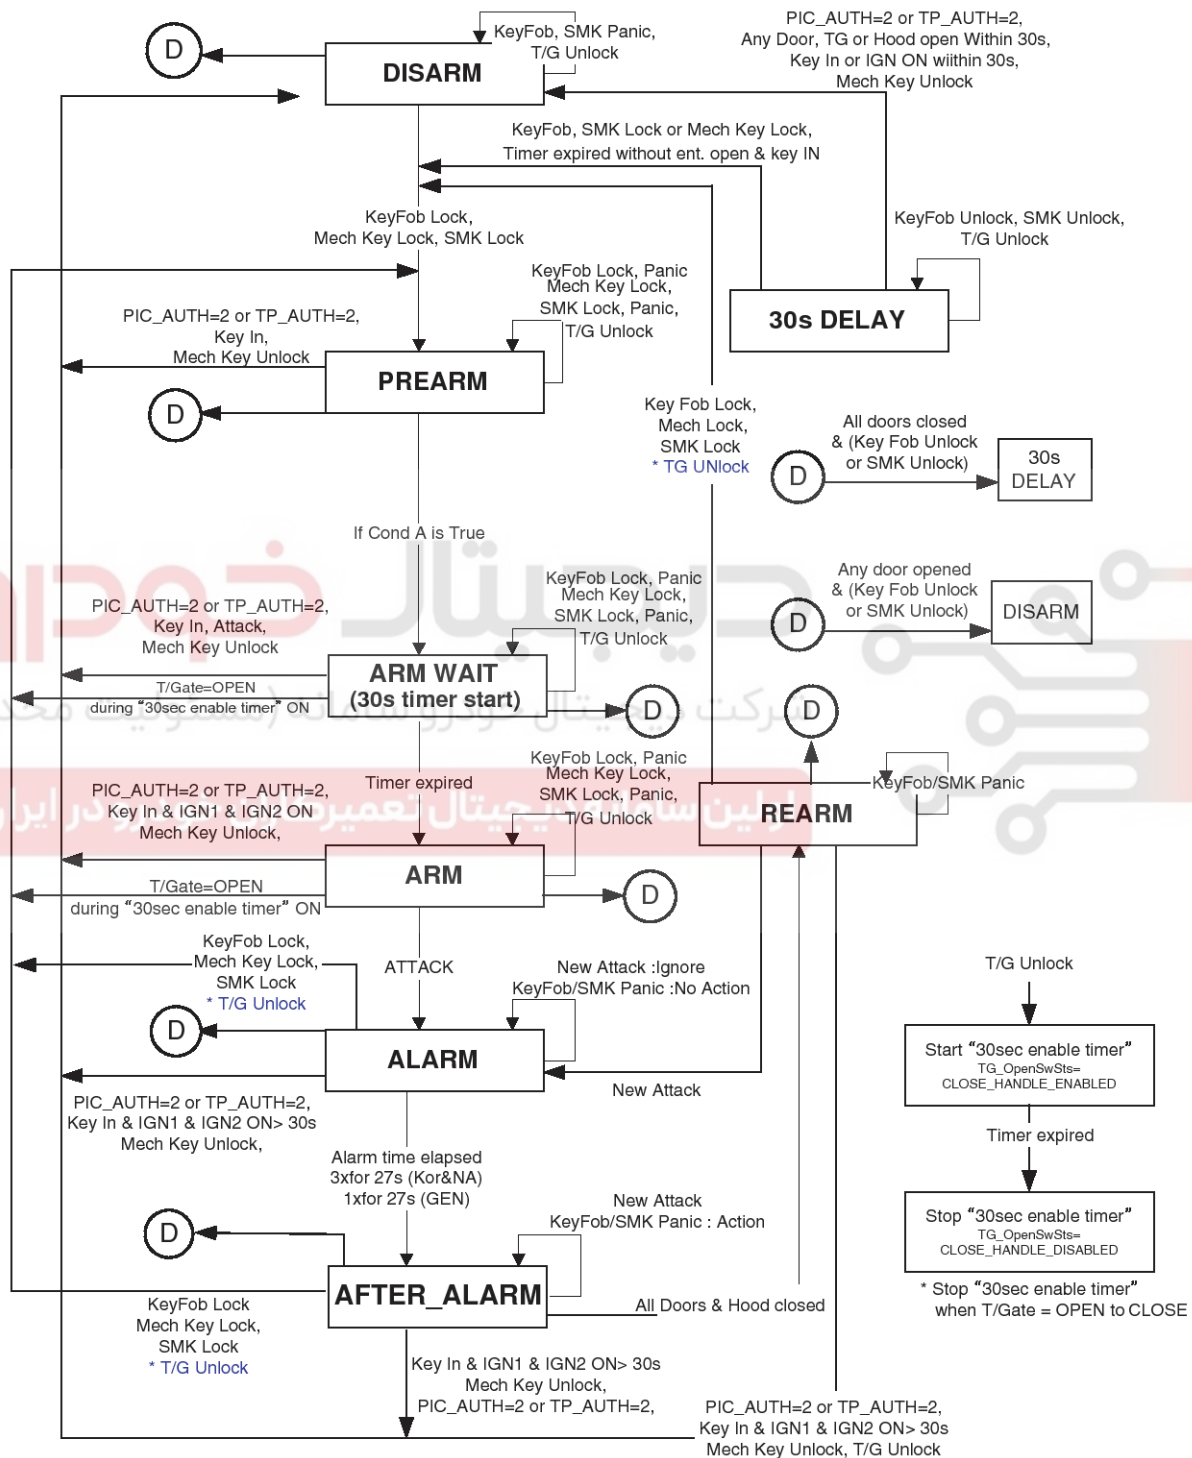 D
KeyFob, SMK Panic,
T/G Unlock
DISARM
PIC_AUTH=2 or TP_AUTH=2,
Any Door, TG or Hood open Within 30s,
Key In or IGN ON wiithin 30s,
Mech Key Unlock
KeyFob, SMK Lock or Mech Key Lock,
Timer expired without ent. open & key IN
KeyFob Lock,
Mech Key Lock, SMK Lock
KeyFob Unlock, SMK Unlock,
T/G Unlock
30s DELAY
KeyFob Lock, Panic
Mech Key Lock,
SMK Lock, Panic,
T/G Unlock
PIC_AUTH=2 or TP_AUTH=2,
Key In,
Mech Key Unlock
PREARM
D
Key Fob Lock,
Mech Lock,
SMK Lock
* TG UNlock
All doors closed
& (Key Fob Unlock
or SMK Unlock)
D
30s
DELAY
If Cond A is True
دیجیتال خودرو
Any door opened
& (Key Fob Unlock
or SMK Unlock)
D
DISARM
KeyFob Lock, Panic
Mech Key Lock,
SMK Lock, Panic,
T/G Unlock
PIC_AUTH=2 or TP_AUTH=2,
Key In, Attack,
Mech Key Unlock
ARM WAIT
(30s timer start)
T/Gate=OPEN
during “30sec enable timer” ON
D
D
شرکت دیجیتال خودرو سامانه (مسئولیت
Timer expired
KeyFob Lock, Panic
Mech Key Lock,
SMK Lock, Panic,
T/G Unlock
PIC_AUTH=2 or TP_AUTH=2,
Key In & IGN1 & IGN2 ON
Mech Key Unlock,
KeyFob/SMK Panic
REARM
اولین سامانه دیجیتال تعمیرکاران خودرو در ایران
ARM
T/Gate=OPEN
during “30sec enable timer” ON
D
KeyFob Lock,
Mech Key Lock,
SMK Lock
* T/G Unlock
ATTACK
New Attack :Ignore
KeyFob/SMK Panic :No Action
D
ALARM
New Attack
PIC_AUTH=2 or TP_AUTH=2,
Key In & IGN1 & IGN2 ON> 30s
Mech Key Unlock,
T/G Unlock
Start “30sec enable timer”
TG_OpenSwSts=
CLOSE_HANDLE_ENABLED
Timer expired
Stop “30sec enable timer”
TG_OpenSwSts=
CLOSE_HANDLE_DISABLED
* Stop “30sec enable timer”
when T/Gate = OPEN to CLOSE
Alarm time elapsed
3xfor 27s (Kor&NA)
1xfor 27s (GEN)
New Attack
KeyFob/SMK Panic : Action
D
AFTER_ALARM
All Doors & Hood closed
KeyFob Lock
Mech Key Lock,
SMK Lock
* T/G Unlock
Key In & IGN1 & IGN2 ON> 30s
Mech Key Unlock,
PIC_AUTH=2 or TP_AUTH=2,
PIC_AUTH=2 or TP_AUTH=2,
Key In & IGN1 & IGN2 ON> 30s
Mech Key Unlock, T/G Unlock